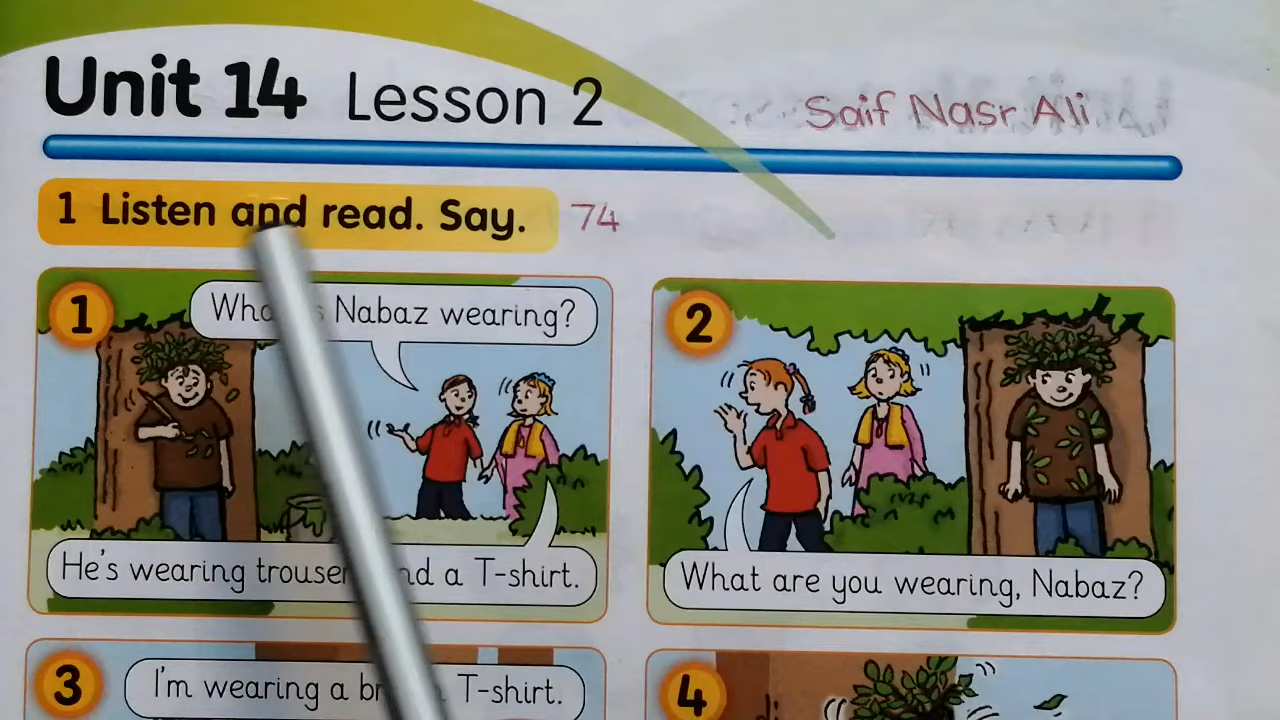 Unit 14 Lesson 2
Saif Nasr Ali
1 Listen and read. Say. 74
1
Nabaz wearing?
He's wearing and a T-shirt.
2
What are you wearing, Nabaz?
3
I'm wearing a T-shirt.
4